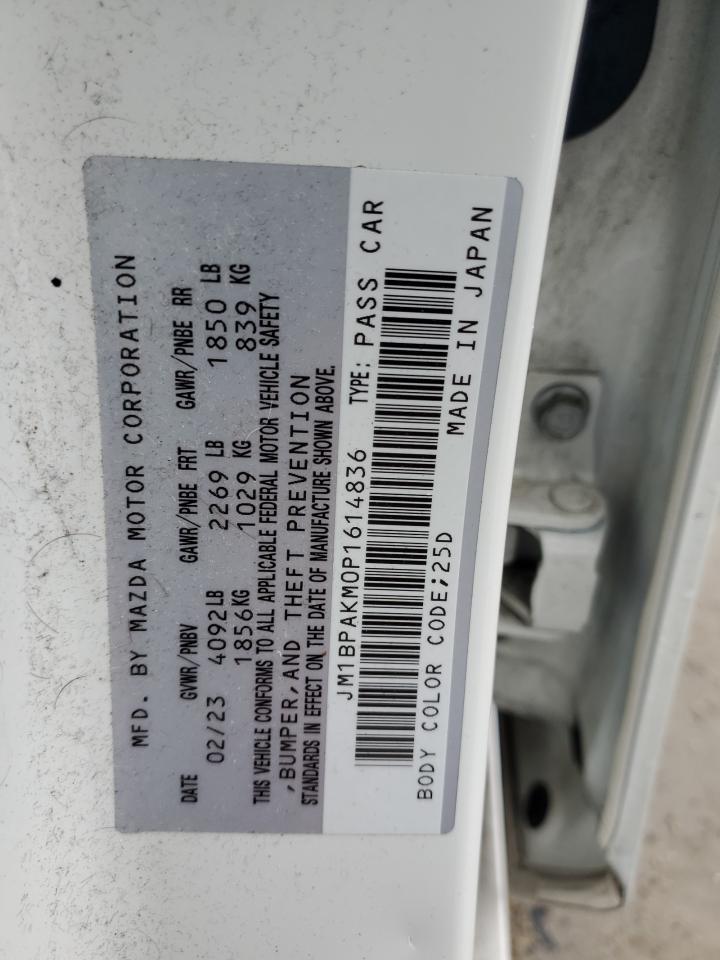 MFD. BY MAZDA MOTOR CORPORATION
DATE GVWR/PNBV GAWR/PNBE FRT GAWR/PNBE RR
02/23 4092LB 2269 LB 1850 LB
1856KG 1029 KG 839 KG
THIS VEHICLE CONFORMS TO ALL APPLICABLE FEDERAL MOTOR VEHICLE SAFETY
,BUMPER,AND THEFT PREVENTION
STANDARDS IN EFFECT ON THE DATE OF MANUFACTURE SHOWN ABOVE.
JM1BPAKM0P1614836 TYPE: PASS CAR
BODY COLOR CODE;25D MADE IN JAPAN